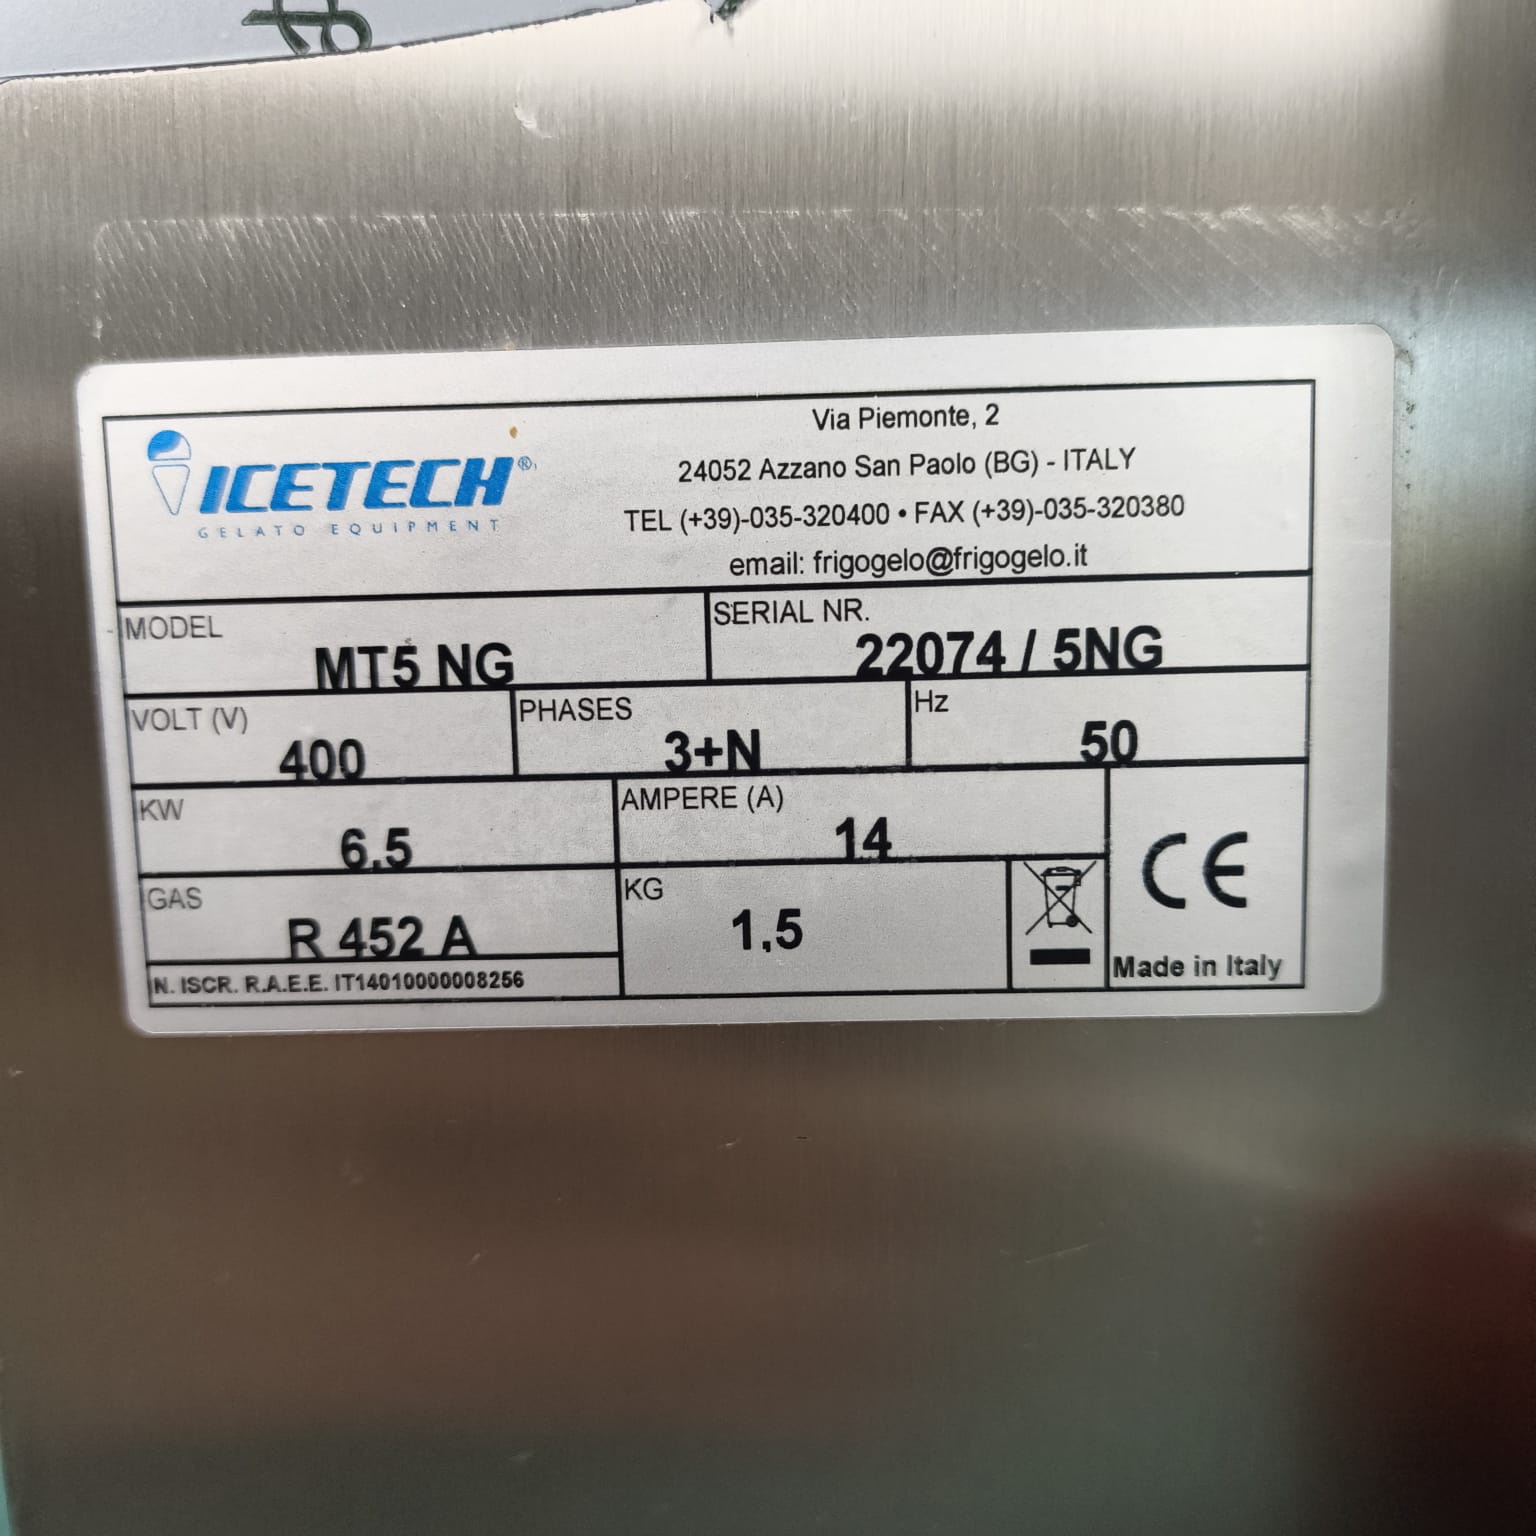 Via Piemonte, 2
ICETECH®
24052 Azzano San Paolo (BG) - ITALY
GELATO EQUIPMENT
TEL (+39)-035-320400 • FAX (+39)-035-320380
email: frigogelo@frigogelo.it
MODEL
MT5 NG
SERIAL NR.
22074 / 5NG
VOLT (V)
400
PHASES
3+N
Hz
50
KW
6,5
AMPERE (A)
14
GAS
R 452 A
KG
1,5
CE
N. ISCR. R.A.E.E. IT14010000008256
Made in Italy